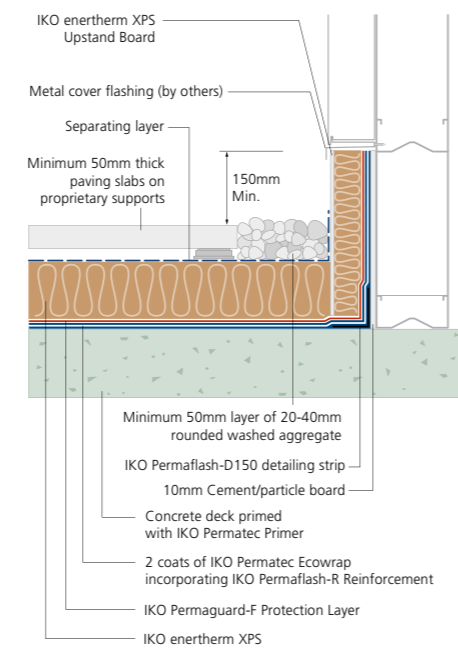 IKO enertherm XPS
Upstand Board
Metal cover flashing (by others)
Separating layer
Minimum 50mm thick
paving slabs on
proprietary supports
150mm
Min.
Minimum 50mm layer of 20-40mm
rounded washed aggregate
IKO Permaflash-D150 detailing strip
10mm Cement/particle board
Concrete deck primed
with IKO Permatec Primer
2 coats of IKO Permatec Ecowrap
incorporating IKO Permaflash-R Reinforcement
IKO Permaguard-F Protection Layer
IKO enertherm XPS